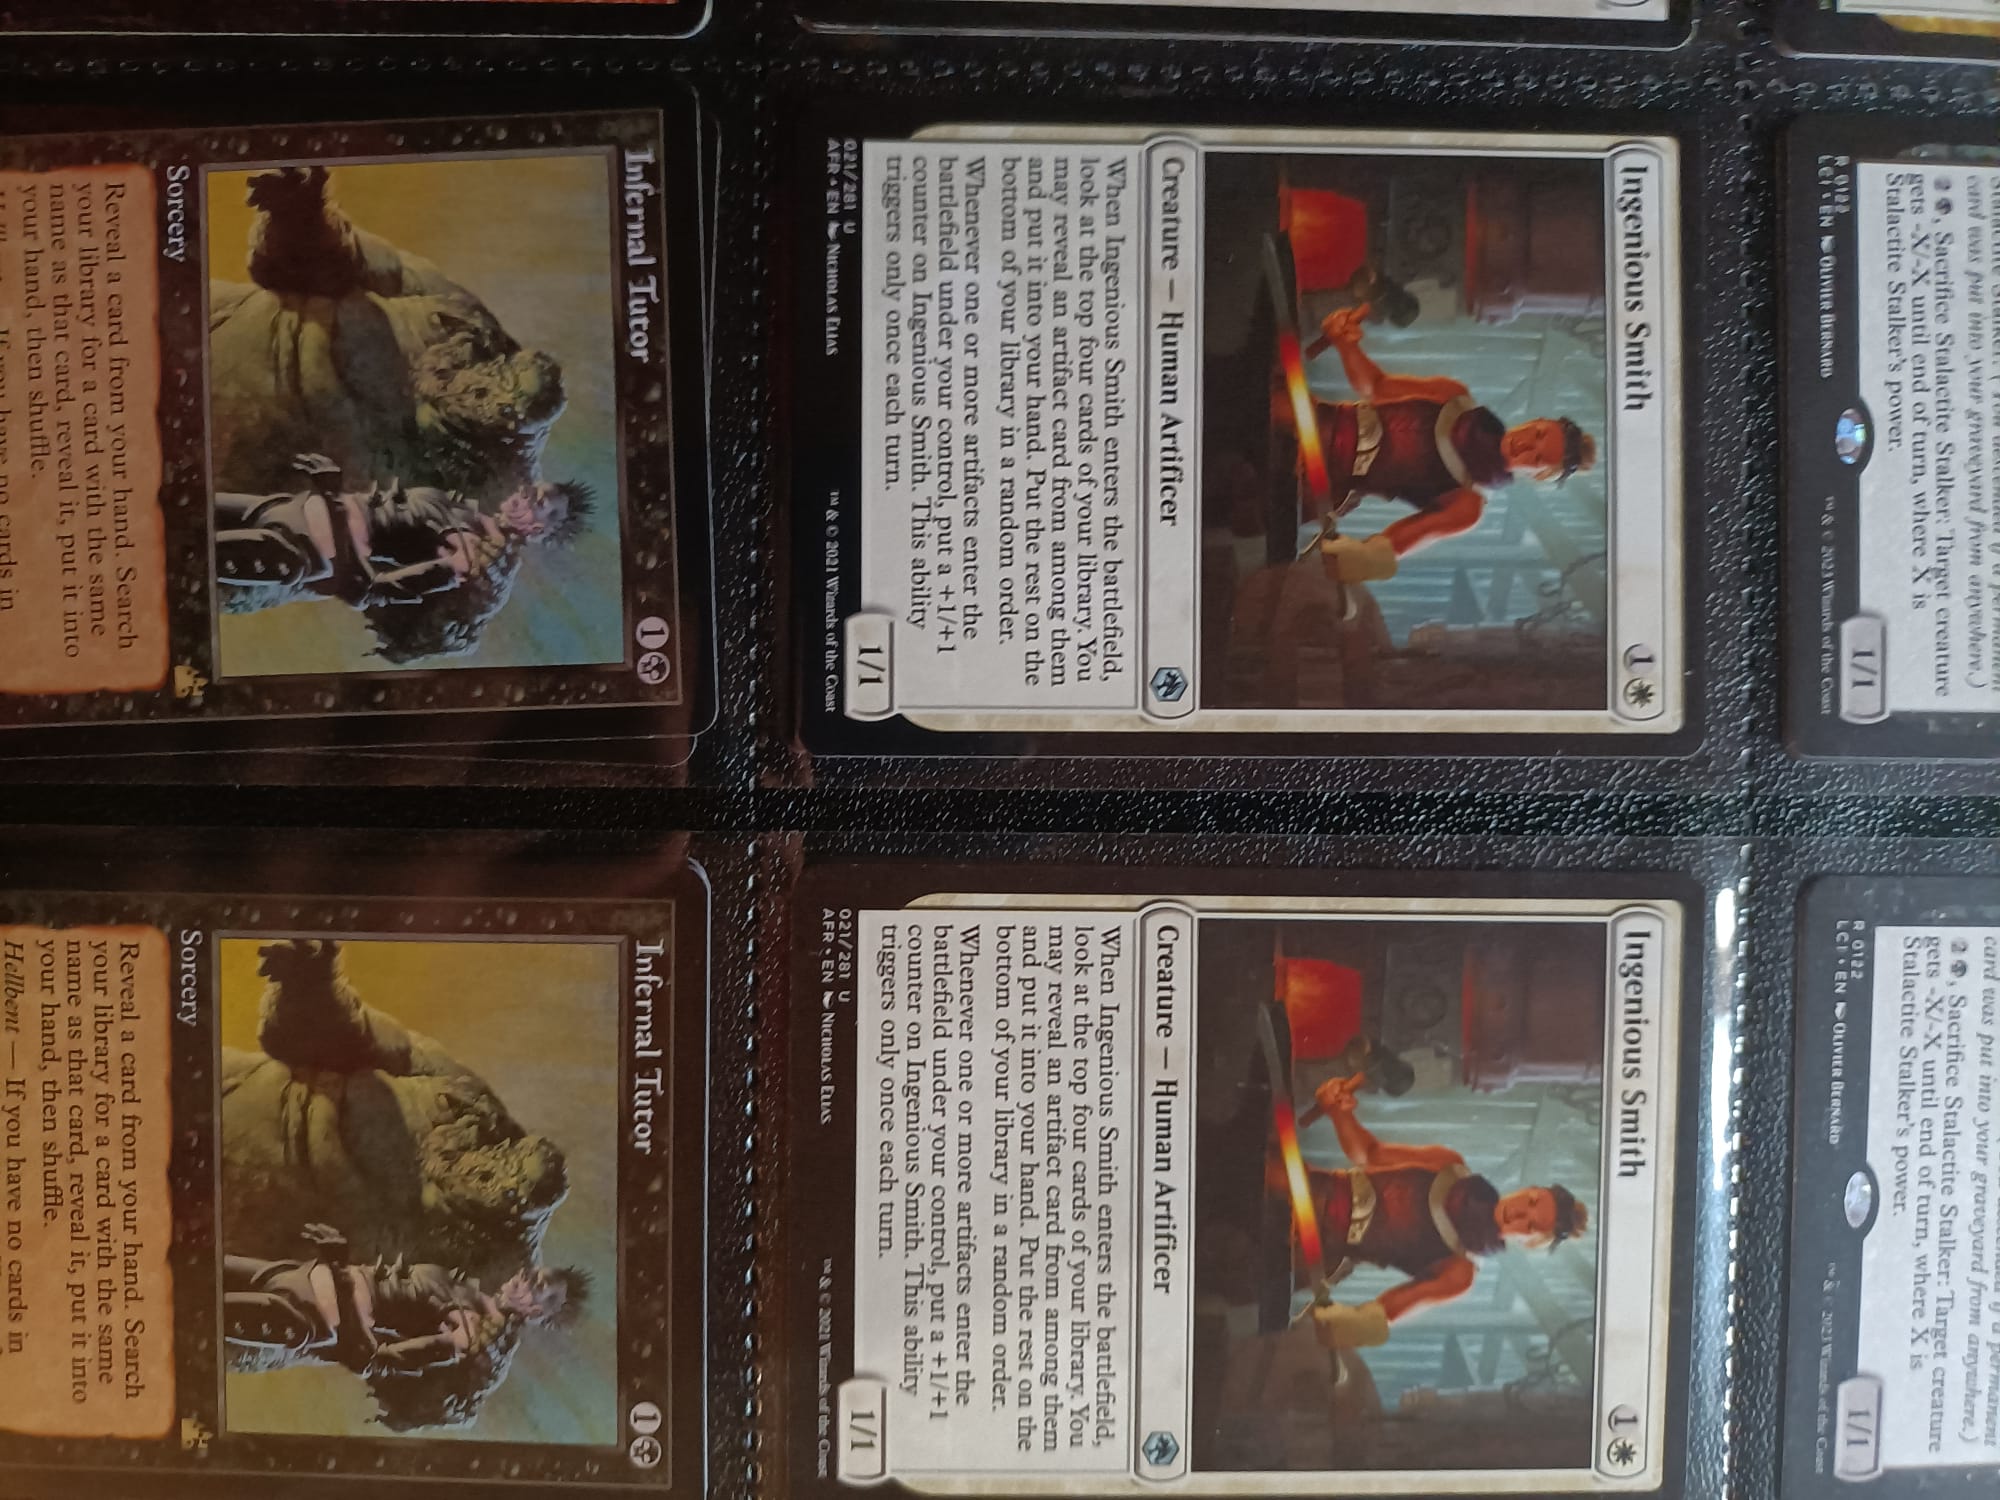 card was put into your graveyard from anywhere.)
2, Sacrifice Stalactite Stalker: Target creature
gets -X/-X until end of turn, where X is
Stalactite Stalker's power.
1/1
R 0122
LCI • EN OLIVIER BERNARD
™ & © 2023 Wizards of the Coast
card was put into your graveyard from anywhere.)
2, Sacrifice Stalactite Stalker: Target creature
gets -X/-X until end of turn, where X is
Stalactite Stalker's power.
1/1
R 0122
LCI • EN OLIVIER BERNARD
™ & © 2023 Wizards of the Coast
Ingenious Smith 1
Creature — Human Artificer
When Ingenious Smith enters the battlefield,
look at the top four cards of your library. You
may reveal an artifact card from among them
and put it into your hand. Put the rest on the
bottom of your library in a random order.
Whenever one or more artifacts enter the
battlefield under your control, put a +1/+1
counter on Ingenious Smith. This ability
triggers only once each turn.
1/1
021/281 U
AFR • EN NICHOLAS ELIAS
™ & © 2021 Wizards of the Coast
Ingenious Smith 1
Creature — Human Artificer
When Ingenious Smith enters the battlefield,
look at the top four cards of your library. You
may reveal an artifact card from among them
and put it into your hand. Put the rest on the
bottom of your library in a random order.
Whenever one or more artifacts enter the
battlefield under your control, put a +1/+1
counter on Ingenious Smith. This ability
triggers only once each turn.
1/1
021/281 U
AFR • EN NICHOLAS ELIAS
™ & © 2021 Wizards of the Coast
Infernal Tutor 1
Sorcery
Reveal a card from your hand. Search
your library for a card with the same
name as that card, reveal it, put it into
your hand, then shuffle.
If you have no cards in
Infernal Tutor 1
Sorcery
Reveal a card from your hand. Search
your library for a card with the same
name as that card, reveal it, put it into
your hand, then shuffle.
Hellbent — If you have no cards in